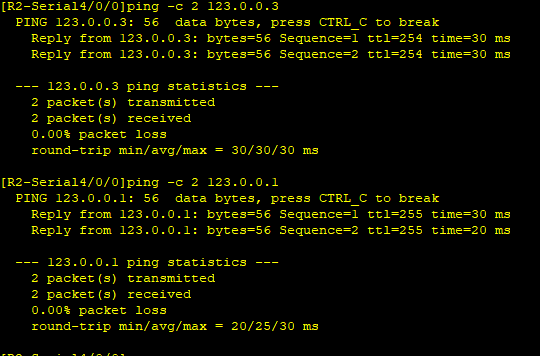 [R2-Serial4/0/0]ping -c 2 123.0.0.3
PING 123.0.0.3: 56  data bytes, press CTRL_C to break
Reply from 123.0.0.3: bytes=56 Sequence=1 ttl=254 time=30 ms
Reply from 123.0.0.3: bytes=56 Sequence=2 ttl=254 time=30 ms
--- 123.0.0.3 ping statistics ---
2 packet(s) transmitted
2 packet(s) received
0.00% packet loss
round-trip min/avg/max = 30/30/30 ms
[R2-Serial4/0/0]ping -c 2 123.0.0.1
PING 123.0.0.1: 56  data bytes, press CTRL_C to break
Reply from 123.0.0.1: bytes=56 Sequence=1 ttl=255 time=30 ms
Reply from 123.0.0.1: bytes=56 Sequence=2 ttl=255 time=20 ms
--- 123.0.0.1 ping statistics ---
2 packet(s) transmitted
2 packet(s) received
0.00% packet loss
round-trip min/avg/max = 20/25/30 ms
[R2-Serial4/0/0]